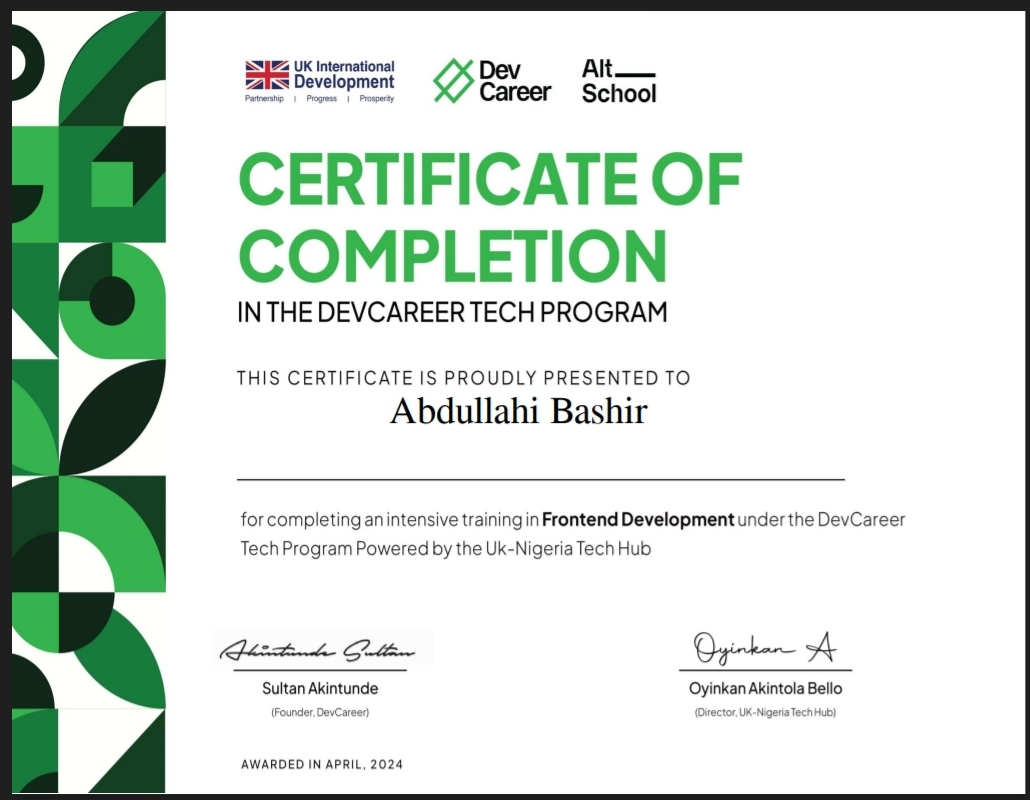 UK International
Development
Partnership | Progress | Prosperity
Dev
Career
Alt
School
CERTIFICATE OF
COMPLETION
IN THE DEVCAREER TECH PROGRAM
THIS CERTIFICATE IS PROUDLY PRESENTED TO
Abdullahi Bashir
for completing an intensive training in Frontend Development under the DevCareer
Tech Program Powered by the Uk-Nigeria Tech Hub
Akintunde Sultan
Oyinkan A
Sultan Akintunde
Oyinkan Akintola Bello
(Founder, DevCareer)
(Director, UK-Nigeria Tech Hub)
AWARDED IN APRIL, 2024